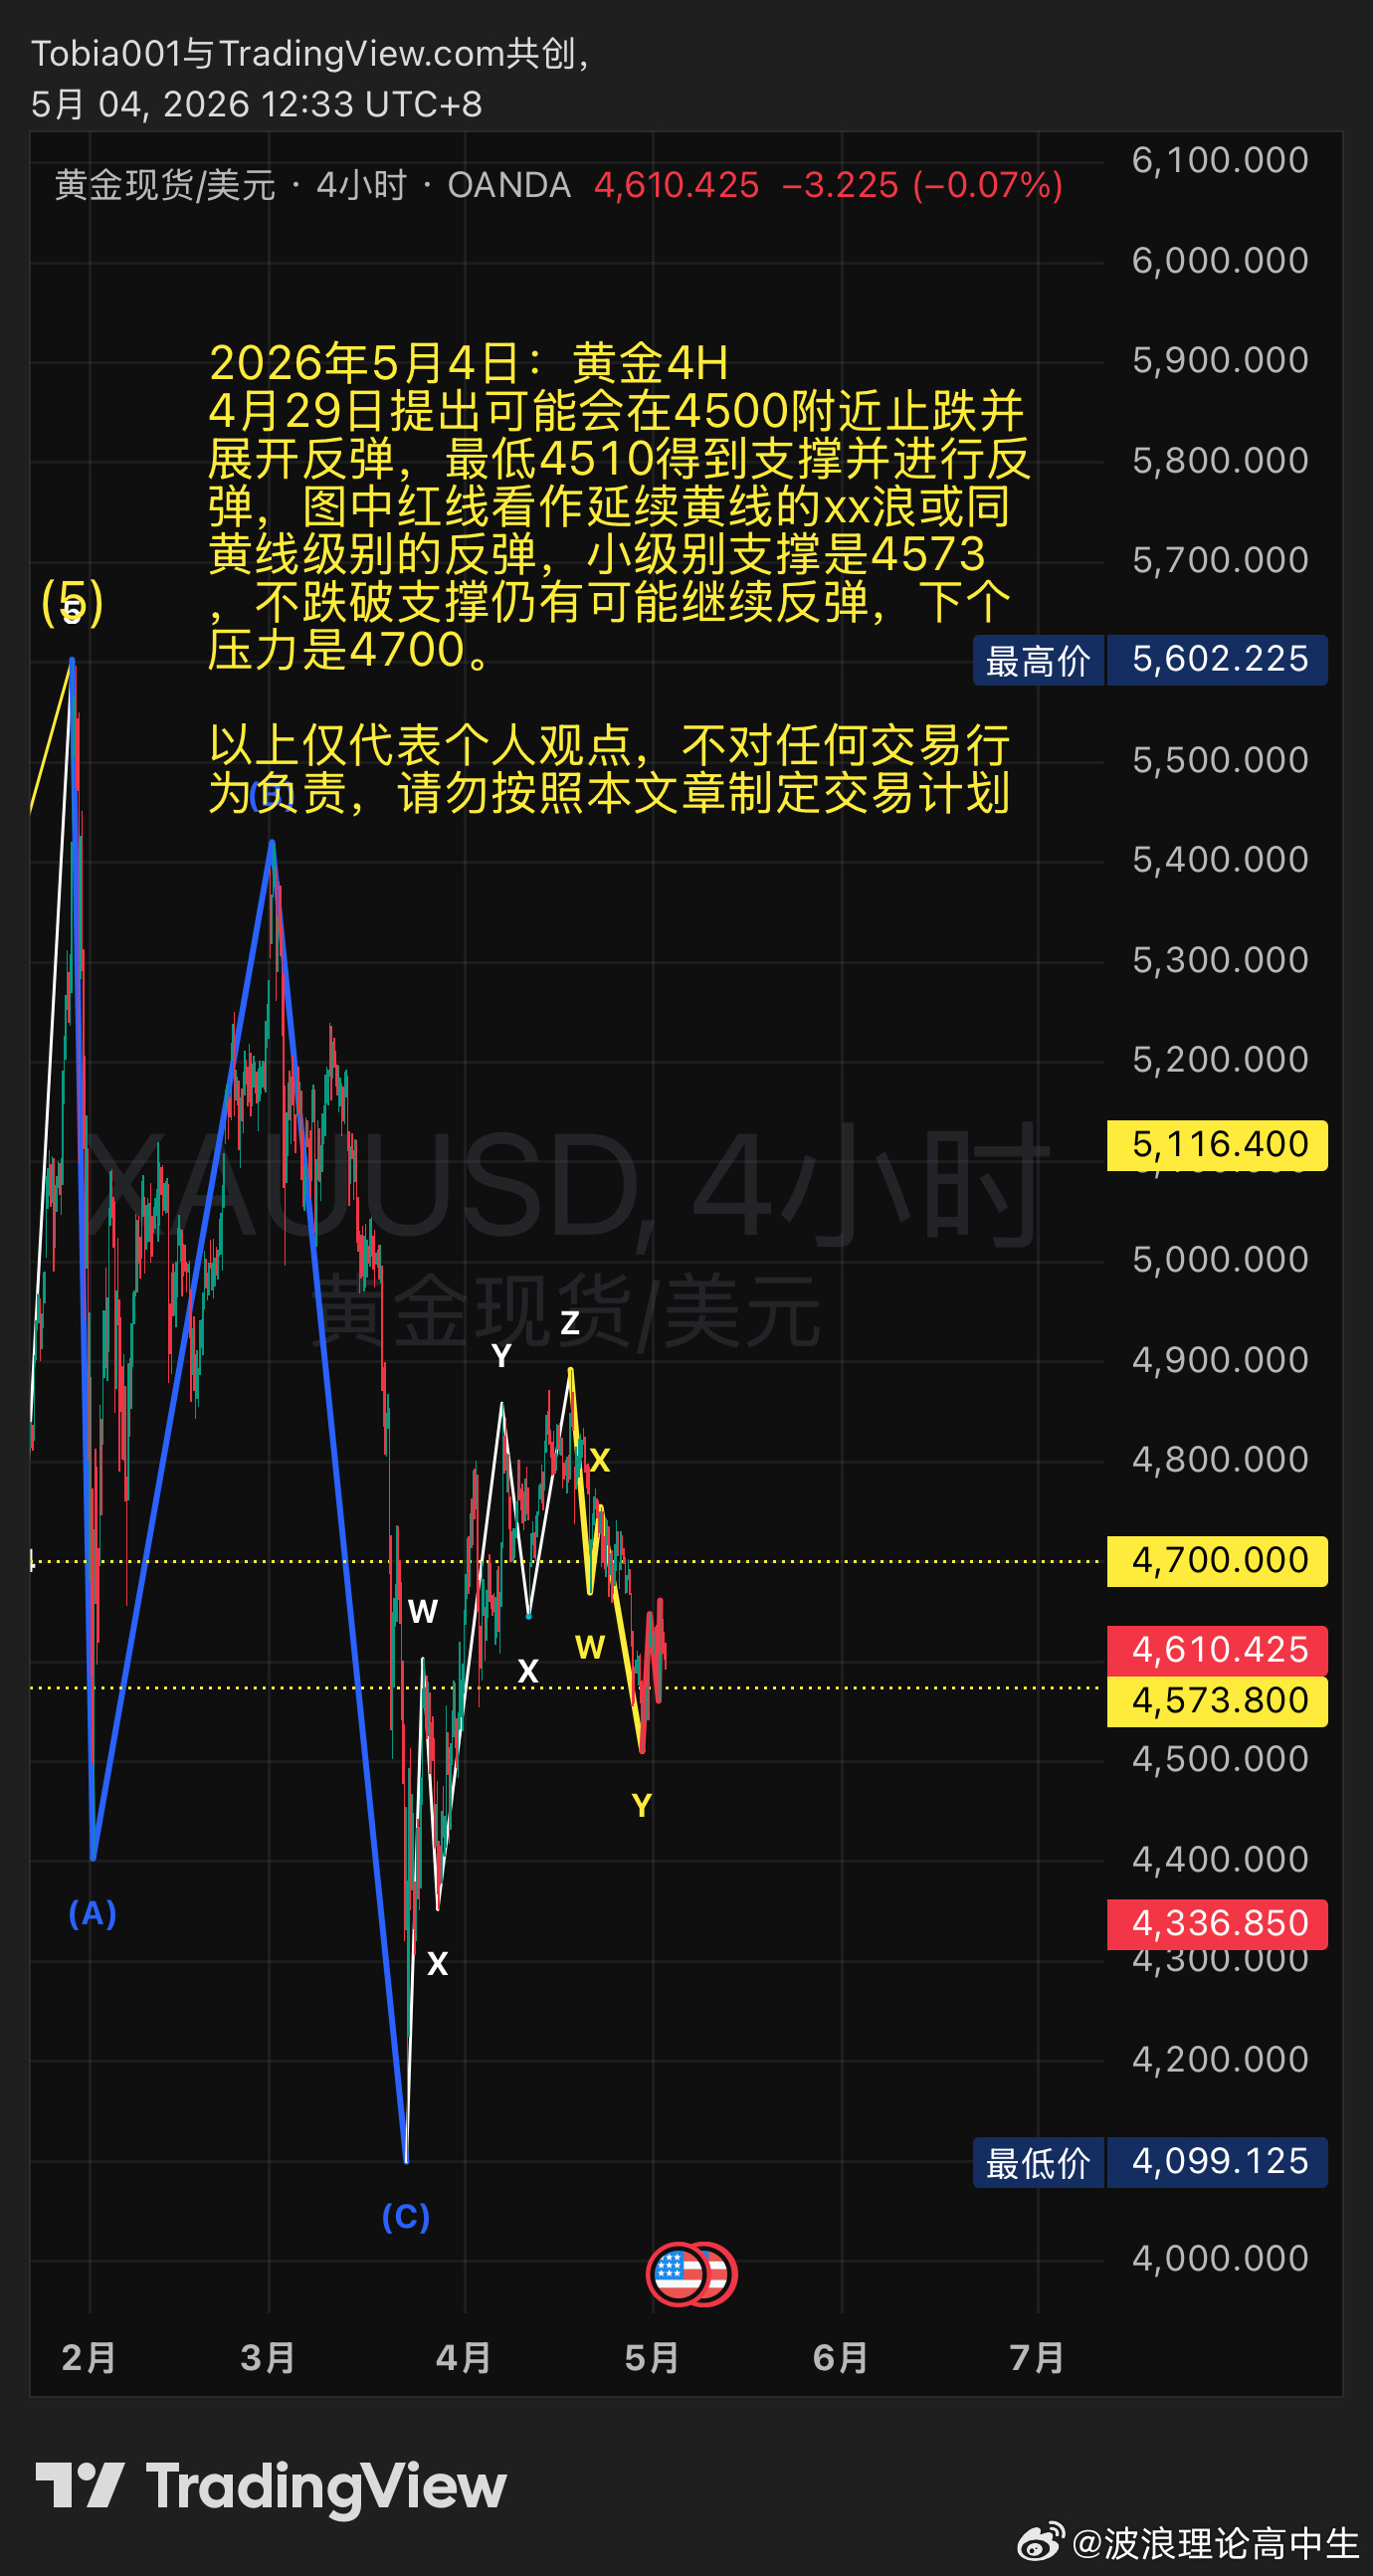 Tobia001与TradingView.com共创，
5月 04, 2026 12:33 UTC+8
黄金现货/美元 · 4小时 · OANDA 4,610.425 −3.225 (−0.07%)
6,100.000
6,000.000
2026年5月4日：黄金4H
4月29日提出可能会在4500附近止跌并
展开反弹，最低4510得到支撑并进行反
弹，图中红线看作延续黄线的xx浪或同
黄线级别的反弹，小级别支撑是4573
，不跌破支撑仍有可能继续反弹，下个
压力是4700。
以上仅代表个人观点，不对任何交易行
为负责，请勿按照本文章制定交易计划
5,900.000
5,800.000
5,700.000
(5)
5
最高价 5,602.225
5,500.000
(B)
5,400.000
5,300.000
5,200.000
5,116.400
XAUUSD, 4小时
黄金现货/美元
5,000.000
Z
Y
4,900.000
X
4,800.000
4,700.000
W
W
X
4,610.425
4,573.800
4,500.000
Y
4,400.000
(A)
4,336.850
X
4,300.000
4,200.000
最低价 4,099.125
(C)
4,000.000
2月 3月 4月 5月 6月 7月
TradingView
@波浪理论高中生